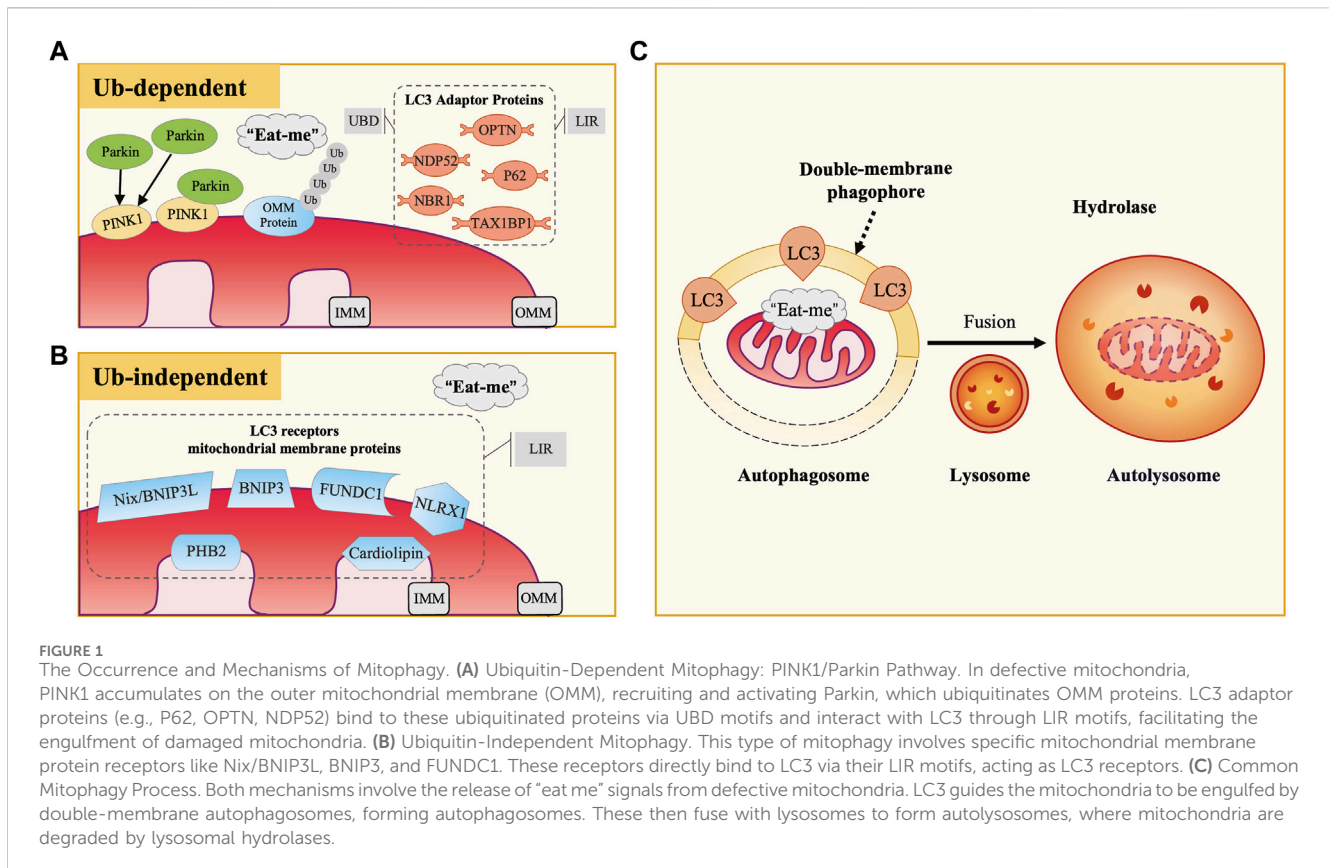 A
Ub-dependent
Parkin
Parkin
"Eat-me"
UBD
LC3 Adaptor Proteins
LIR
OPTN
NDP52
P62
NBR1
TAX1BP1
Ub
Ub
Ub
Ub
Parkin
PINK1
PINK1
OMM
Protein
IMM
OMM
B
Ub-independent
"Eat-me"
LC3 receptors
mitochondrial membrane proteins
LIR
Nix/BNIP3L
BNIP3
FUNDC1
NLRX1
PHB2
Cardiolipin
IMM
OMM
C
Double-membrane
phagophore
Hydrolase
LC3
LC3
LC3
"Eat-me"
Fusion
Autophagosome
Lysosome
Autolysosome
FIGURE 1
The Occurrence and Mechanisms of Mitophagy. (A) Ubiquitin-Dependent Mitophagy: PINK1/Parkin Pathway. In defective mitochondria,
PINK1 accumulates on the outer mitochondrial membrane (OMM), recruiting and activating Parkin, which ubiquitinates OMM proteins. LC3 adaptor
proteins (e.g., P62, OPTN, NDP52) bind to these ubiquitinated proteins via UBD motifs and interact with LC3 through LIR motifs, facilitating the
engulfment of damaged mitochondria. (B) Ubiquitin-Independent Mitophagy. This type of mitophagy involves specific mitochondrial membrane
protein receptors like Nix/BNIP3L, BNIP3, and FUNDC1. These receptors directly bind to LC3 via their LIR motifs, acting as LC3 receptors. (C) Common
Mitophagy Process. Both mechanisms involve the release of "eat me" signals from defective mitochondria. LC3 guides the mitochondria to be engulfed by
double-membrane autophagosomes, forming autophagosomes. These then fuse with lysosomes to form autolysosomes, where mitochondria are
degraded by lysosomal hydrolases.